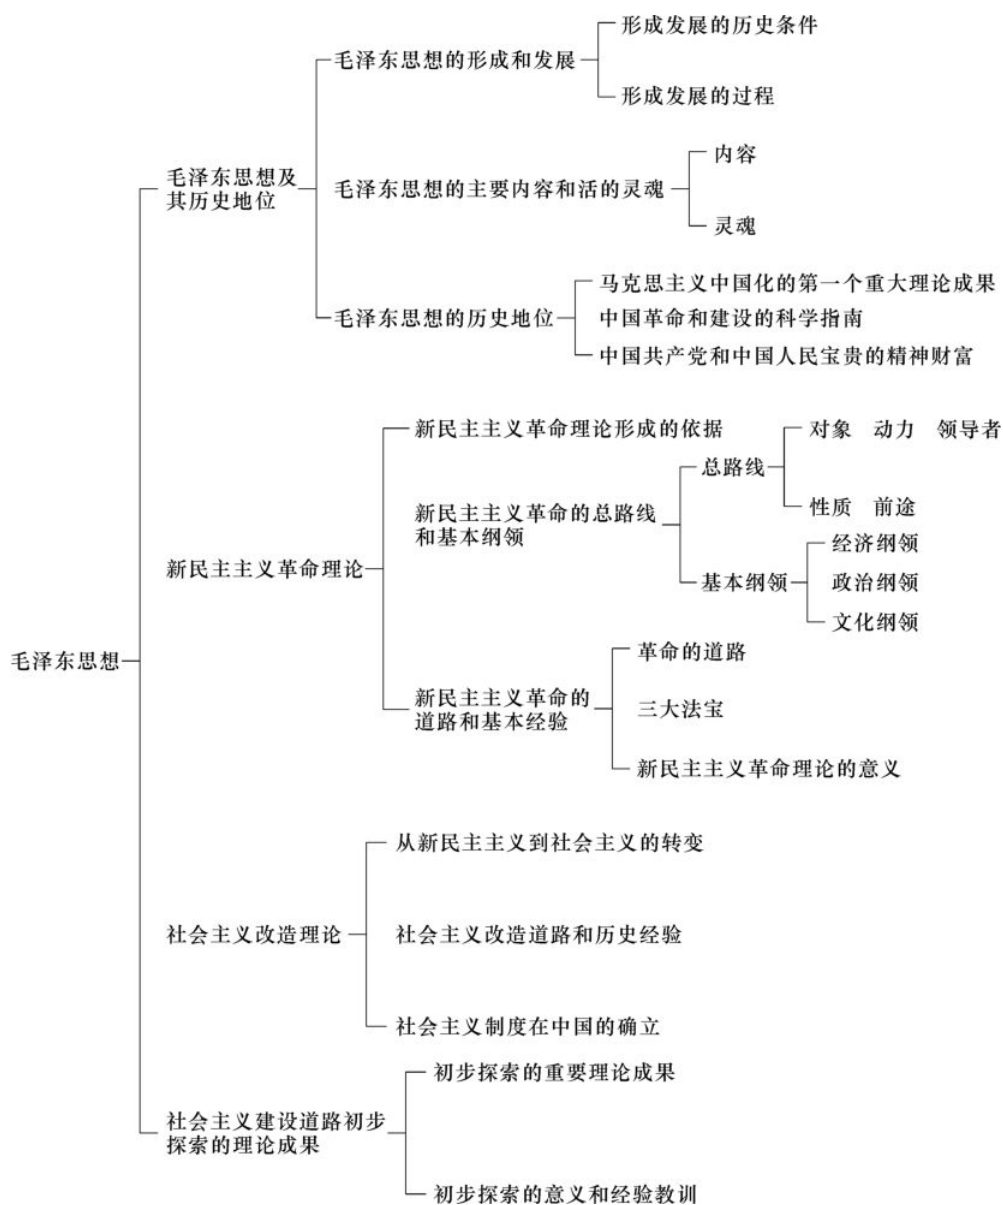 毛泽东思想
毛泽东思想及
其历史地位
毛泽东思想的形成和发展
形成发展的历史条件
形成发展的过程
毛泽东思想的主要内容和活的灵魂
内容
灵魂
毛泽东思想的历史地位
马克思主义中国化的第一个重大理论成果
中国革命和建设的科学指南
中国共产党和中国人民宝贵的精神财富
新民主主义革命理论
新民主主义革命理论形成的依据
新民主主义革命的总路线
和基本纲领
总路线
对象 动力 领导者
性质 前途
基本纲领
经济纲领
政治纲领
文化纲领
新民主主义革命的
道路和基本经验
革命的道路
三大法宝
新民主主义革命理论的意义
社会主义改造理论
从新民主主义到社会主义的转变
社会主义改造道路和历史经验
社会主义制度在中国的确立
社会主义建设道路初步
探索的理论成果
初步探索的重要理论成果
初步探索的意义和经验教训